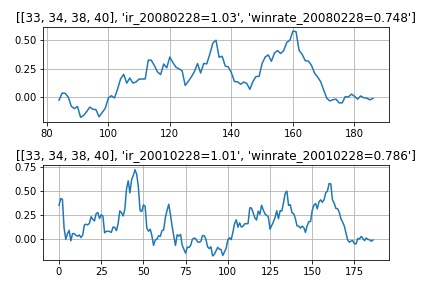 [[33, 34, 38, 40], 'ir_20080228=1.03', 'winrate_20080228=0.748']
0.50
0.25
0.00
80 100 120 140 160 180
[[33, 34, 38, 40], 'ir_20010228=1.01', 'winrate_20010228=0.786']
0.75
0.50
0.25
0.00
0 25 50 75 100 125 150 175